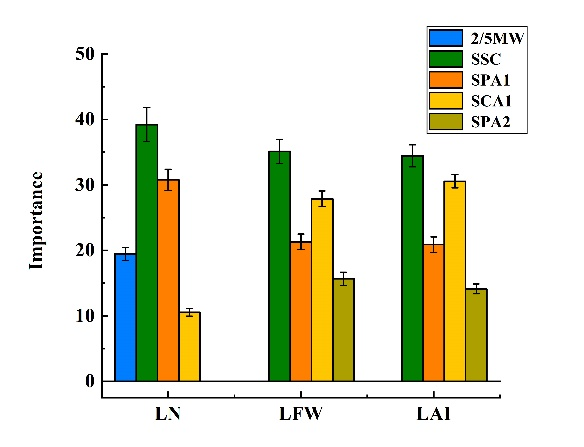 2/5MW
SSC
SPA1
SCA1
SPA2
50
40
30
20
10
0
Importance
LN LFW LAI